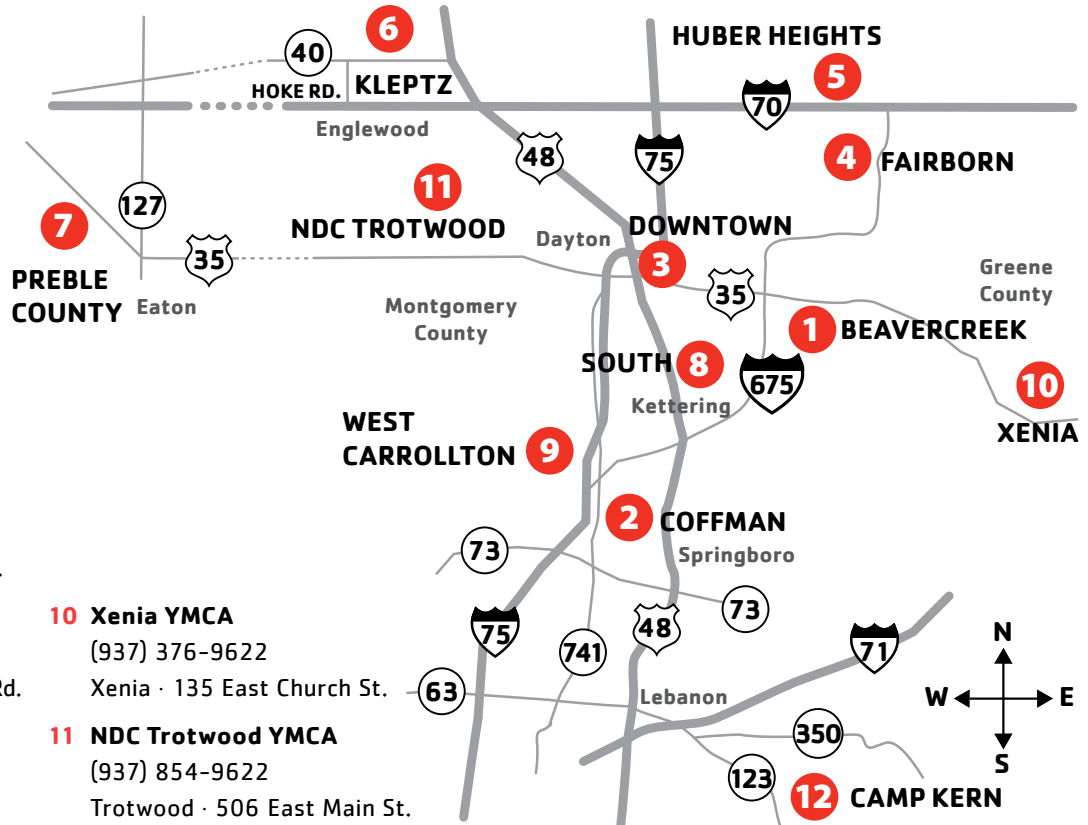 6
HUBER HEIGHTS
40
HOKE RD.
KLEPTZ
5
70
Englewood
48
75
4
FAIRBORN
11
127
7
NDC TROTWOOD
DOWNTOWN
Dayton
3
35
PREBLE
COUNTY
Eaton
Montgomery
County
35
Greene
County
1
BEAVERCREEK
SOUTH
8
675
Kettering
10
XENIA
WEST
CARROLLTON
9
2
COFFMAN
Springboro
73
73
75
741
48
71
63
Lebanon
350
123
12
CAMP KERN
N
W
E
S
10 Xenia YMCA
(937) 376-9622
Rd.
Xenia · 135 East Church St.
11 NDC Trotwood YMCA
(937) 854-9622
Trotwood · 506 East Main St.